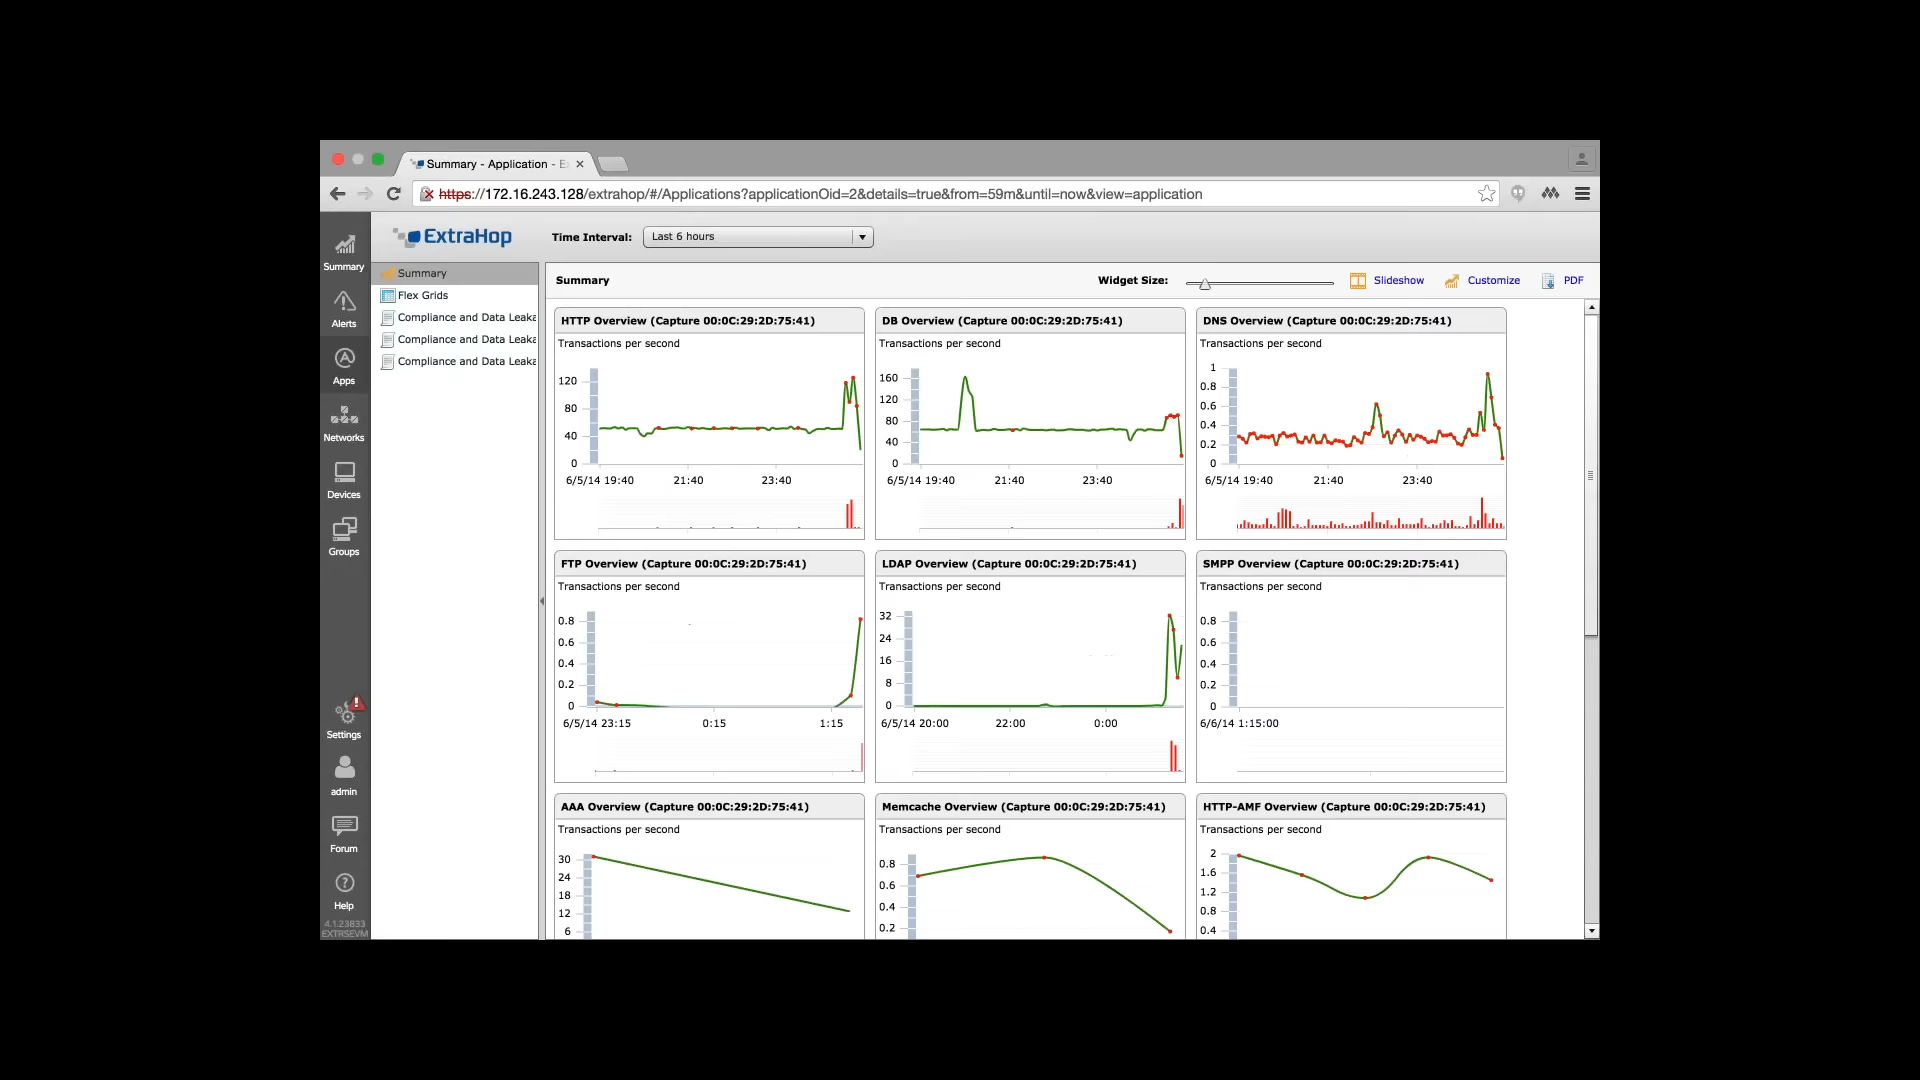 Summary - Application - E
https://172.16.243.128/extrahop/#/Applications?applicationOid=2&details=true&from=59m&until=now&view=application
ExtraHop
Time Interval:
Last 6 hours
Summary
Alerts
Apps
Networks
Devices
Groups
Settings
admin
Forum
Help
4.1.23833
EXTRSEVM
Summary
Flex Grids
Compliance and Data Leaka
Compliance and Data Leaka
Compliance and Data Leaka
Summary
Widget Size:
Slideshow
Customize
PDF
HTTP Overview (Capture 00:0C:29:2D:75:41)
Transactions per second
120
80
40
0
6/5/14 19:40 21:40 23:40
DB Overview (Capture 00:0C:29:2D:75:41)
Transactions per second
160
120
80
40
0
6/5/14 19:40 21:40 23:40
DNS Overview (Capture 00:0C:29:2D:75:41)
Transactions per second
1
0.8
0.6
0.4
0.2
0
6/5/14 19:40 21:40 23:40
FTP Overview (Capture 00:0C:29:2D:75:41)
Transactions per second
0.8
0.6
0.4
0.2
0
6/5/14 23:15 0:15 1:15
LDAP Overview (Capture 00:0C:29:2D:75:41)
Transactions per second
32
24
16
8
0
6/5/14 20:00 22:00 0:00
SMPP Overview (Capture 00:0C:29:2D:75:41)
Transactions per second
0.8
0.6
0.4
0.2
0
6/6/14 1:15:00
AAA Overview (Capture 00:0C:29:2D:75:41)
Transactions per second
30
24
18
12
6
Memcache Overview (Capture 00:0C:29:2D:75:41)
Transactions per second
0.8
0.6
0.4
0.2
HTTP-AMF Overview (Capture 00:0C:29:2D:75:41)
Transactions per second
2
1.6
1.2
0.8
0.4